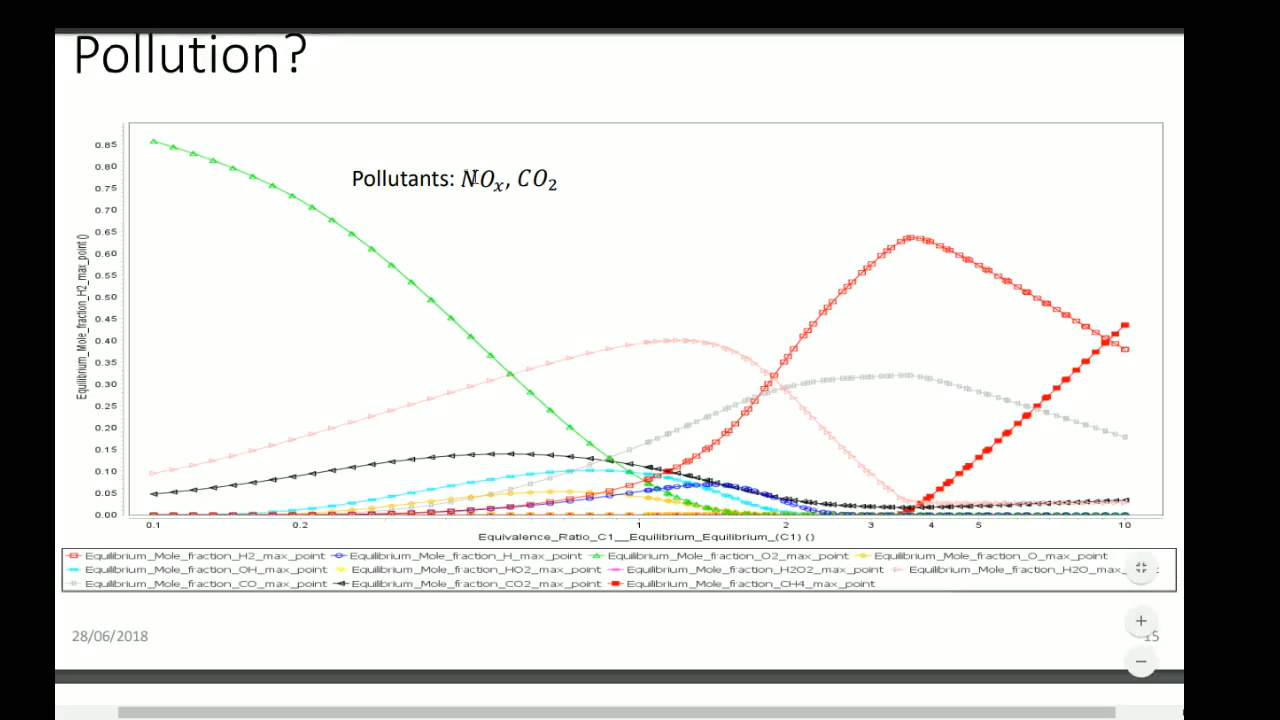 Pollution?
Pollutants: NOₓ, CO₂
Equilibrium_Mole_fraction_H2_max_point ()
0.85
0.80
0.75
0.70
0.65
0.60
0.55
0.50
0.45
0.40
0.35
0.30
0.25
0.20
0.15
0.10
0.05
0.00
0.1 0.2 1 2 3 4 5 10
Equivalence_Ratio_C1__Equilibrium_Equilibrium_(C1) ()
Equilibrium_Mole_fraction_H2_max_point Equilibrium_Mole_fraction_H_max_point Equilibrium_Mole_fraction_O2_max_point Equilibrium_Mole_fraction_O_max_point
Equilibrium_Mole_fraction_OH_max_point Equilibrium_Mole_fraction_HO2_max_point Equilibrium_Mole_fraction_H2O2_max_point Equilibrium_Mole_fraction_H2O_max_
Equilibrium_Mole_fraction_CO_max_point Equilibrium_Mole_fraction_CO2_max_point Equilibrium_Mole_fraction_CH4_max_point
28/06/2018
15